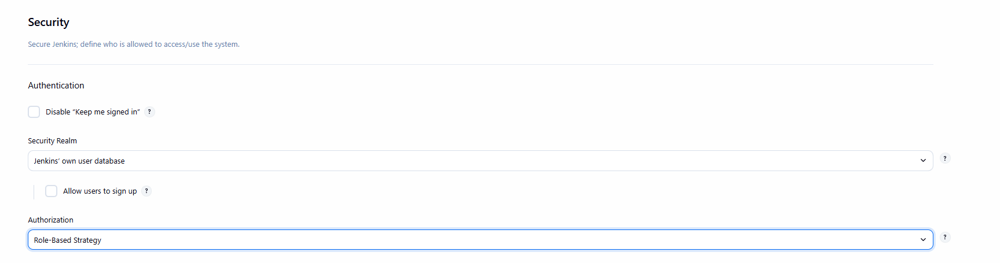 Security
Secure Jenkins; define who is allowed to access/use the system.
Authentication
Disable “Keep me signed in” ?
Security Realm
Jenkins’ own user database ?
Allow users to sign up ?
Authorization
Role-Based Strategy ?